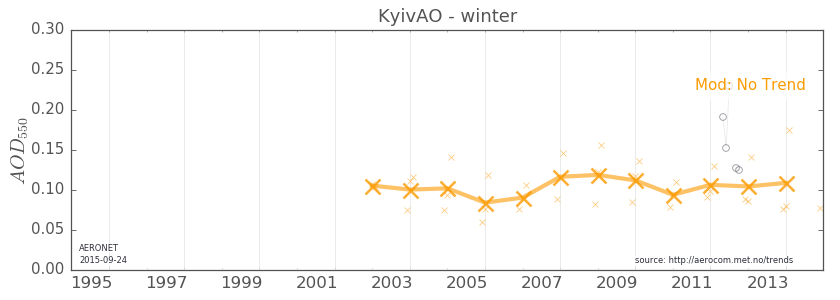 KyivAO - winter
0.30
0.25
0.20
0.15
0.10
0.05
0.00
AOD550
Mod: No Trend
AERONET
2015-09-24
source: http://aerocom.met.no/trends
1995 1997 1999 2001 2003 2005 2007 2009 2011 2013